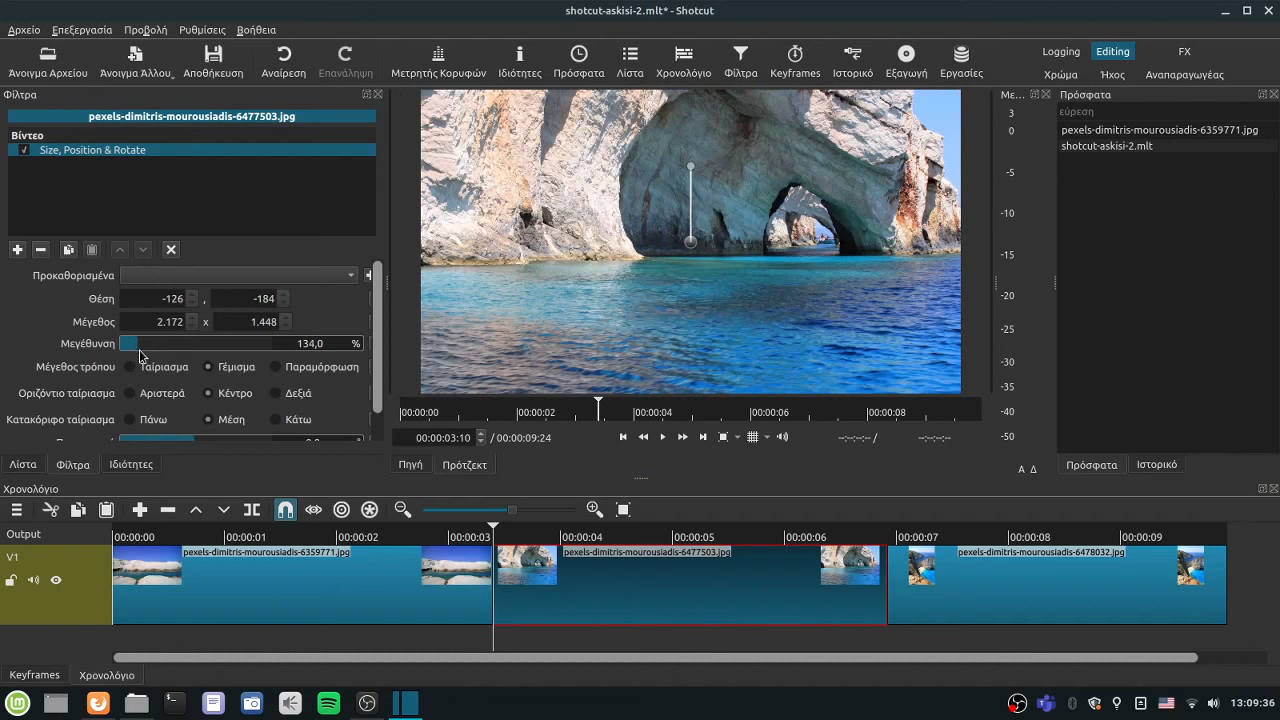 shotcut-askisi-2.mlt* - Shotcut
Αρχείο Επεξεργασία Προβολή Ρυθμίσεις Βοήθεια
Άνοιγμα Αρχείου Άνοιγμα Άλλου.. Αποθήκευση Αναίρεση Επανάληψη Μετρητής Κορυφών Ιδιότητες Πρόσφατα Λίστα Χρονολόγιο Φίλτρα Keyframes Ιστορικό Εξαγωγή Εργασίες
Logging Editing FX
Χρώμα Ήχος Αναπαραγωγέας
Φίλτρα
pexels-dimitris-mourousiadis-6477503.jpg
Βίντεο
Size, Position & Rotate
Προκαθορισμένα
Θέση -126 , -184
Μέγεθος 2.172 x 1.448
Μεγέθυνση 134,0 %
Μέγεθος τρόπου Ταίριασμα Γέμισμα Παραμόρφωση
Οριζόντιο ταίριασμα Αριστερά Κέντρο Δεξιά
Κατακόρυφο ταίριασμα Πάνω Μέση Κάτω
Λίστα Φίλτρα Ιδιότητες
00:00:00 00:00:02 00:00:04 00:00:06 00:00:08
00:00:03:10 / 00:00:09:24 --:--:--:-- / --:--:--:--
Πηγή Πρότζεκτ
Με...
3
0
-5
-10
-15
-20
-25
-30
-35
-40
-50
Α Δ
Πρόσφατα
εύρεση
pexels-dimitris-mourousiadis-6359771.jpg
shotcut-askisi-2.mlt
Πρόσφατα Ιστορικό
Χρονολόγιο
Output
00:00:00 00:00:01 00:00:02 00:00:03 00:00:04 00:00:05 00:00:06 00:00:07 00:00:08 00:00:09
V1
pexels-dimitris-mourousiadis-6359771.jpg pexels-dimitris-mourousiadis-6477503.jpg pexels-dimitris-mourousiadis-6478032.jpg
Keyframes Χρονολόγιο
13:09:36